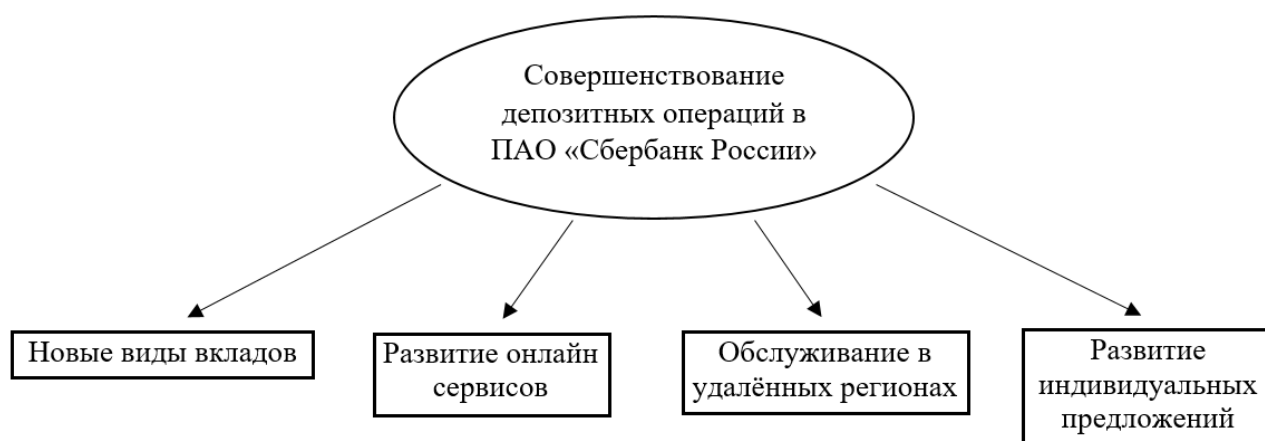 Совершенствование
депозитных операций в
ПАО «Сбербанк России»
Новые виды вкладов
Развитие онлайн
сервисов
Обслуживание в
удалённых регионах
Развитие
индивидуальных
предложений